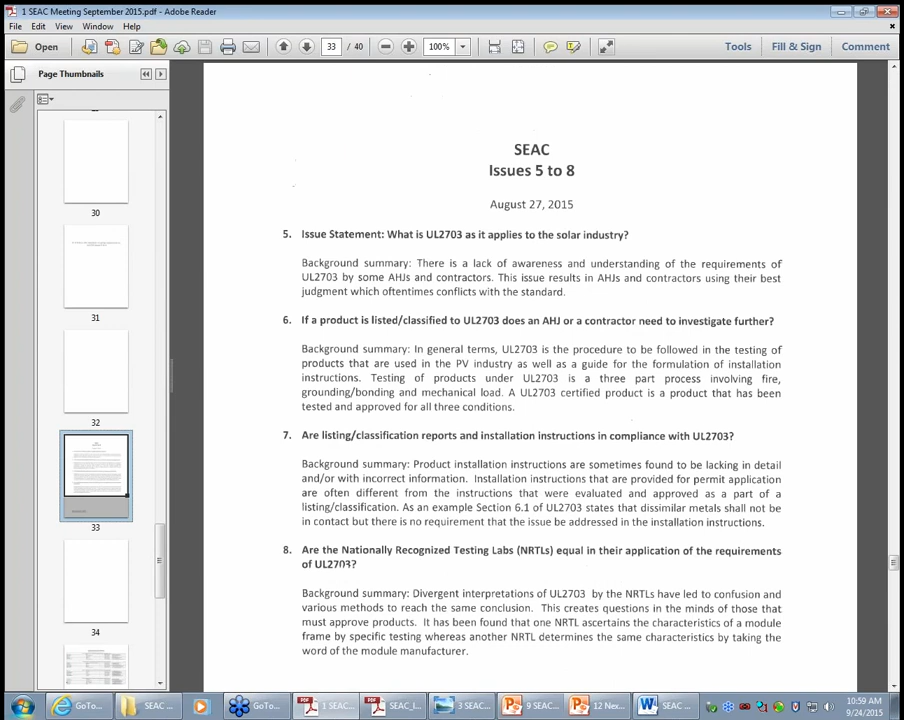 1 SEAC Meeting September 2015.pdf - Adobe Reader
File Edit View Window Help
Open 33 / 40 100% Tools Fill & Sign Comment
Page Thumbnails
30
31
32
33
34
SEAC
Issues 5 to 8
August 27, 2015
5. Issue Statement: What is UL2703 as it applies to the solar industry?
Background summary: There is a lack of awareness and understanding of the requirements of
UL2703 by some AHJs and contractors. This issue results in AHJs and contractors using their best
judgment which oftentimes conflicts with the standard.
6. If a product is listed/classified to UL2703 does an AHJ or a contractor need to investigate further?
Background summary: In general terms, UL2703 is the procedure to be followed in the testing of
products that are used in the PV industry as well as a guide for the formulation of installation
instructions. Testing of products under UL2703 is a three part process involving fire,
grounding/bonding and mechanical load. A UL2703 certified product is a product that has been
tested and approved for all three conditions.
7. Are listing/classification reports and installation instructions in compliance with UL2703?
Background summary: Product installation instructions are sometimes found to be lacking in detail
and/or with incorrect information. Installation instructions that are provided for permit application
are often different from the instructions that were evaluated and approved as a part of a
listing/classification. As an example Section 6.1 of UL2703 states that dissimilar metals shall not be
in contact but there is no requirement that the issue be addressed in the installation instructions.
8. Are the Nationally Recognized Testing Labs (NRTLs) equal in their application of the requirements
of UL2703?
Background summary: Divergent interpretations of UL2703 by the NRTLs have led to confusion and
various methods to reach the same conclusion. This creates questions in the minds of those that
must approve products. It has been found that one NRTL ascertains the characteristics of a module
frame by specific testing whereas another NRTL determines the same characteristics by taking the
word of the module manufacturer.
GoTo... SEAC ... GoTo... 1 SEAC... SEAC_I... 3 SEAC... 9 SEAC... 12 Nex... SEAC ...
10:59 AM
9/24/2015